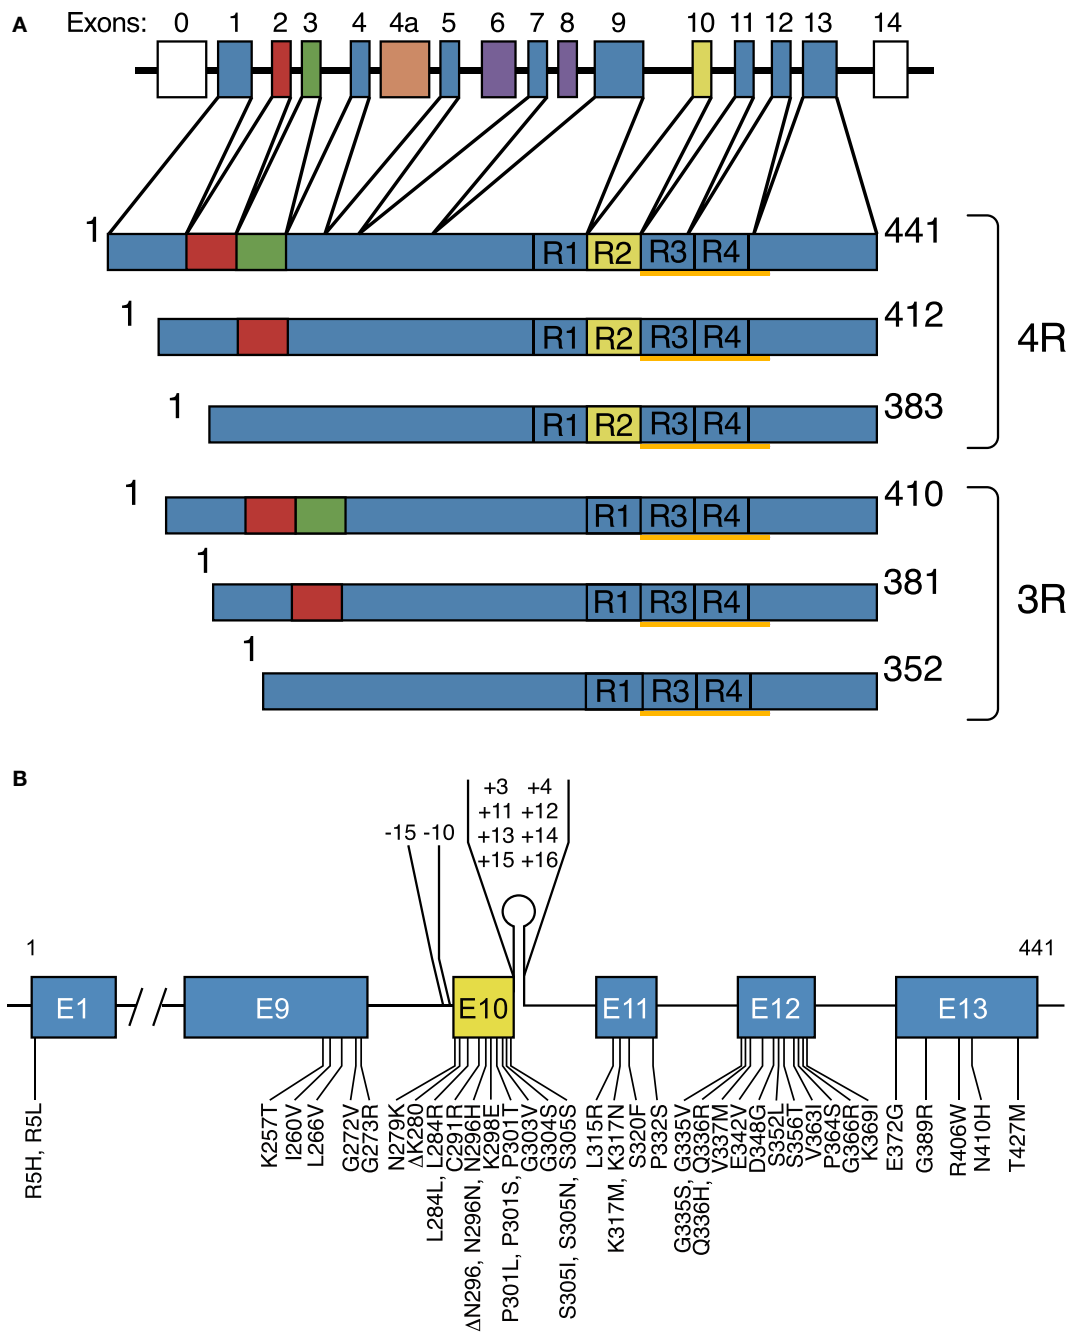 A
Exons: 0 1 2 3 4 4a 5 6 7 8 9 10 11 12 13 14
1 441
R1 R2 R3 R4
1 412
R1 R2 R3 R4
4R
1 383
R1 R2 R3 R4
1 410
R1 R3 R4
1 381
R1 R3 R4
3R
1 352
R1 R3 R4
B
+3 +4
+11 +12
+13 +14
+15 +16
-15 -10
1 441
E1 E9 E10 E11 E12 E13
R5H, R5L
K257T
I260V
L266V
G272V
G273R
N279K
ΔK280
L284L, L284R
C291R
ΔN296, N296N, N296H
K298E
P301L, P301S, P301T
G303V
G304S
S305I, S305N, S305S
L315R
K317M, K317N
S320F
P332S
G335S, G335V
Q336H, Q336R
V337M
E342V
D348G
S352L
S356T
V363I
P364S
G366R
K369I
E372G
G389R
R406W
N410H
T427M